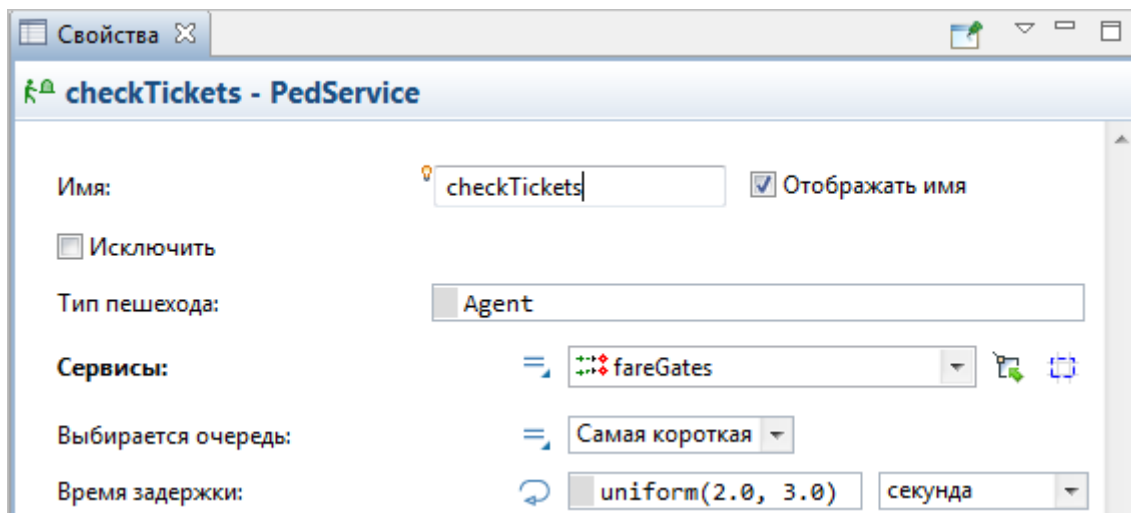 Свойства
checkTickets - PedService
Имя: checkTickets Отображать имя
Исключить
Тип пешехода: Agent
Сервисы: fareGates
Выбирается очередь: Самая короткая
Время задержки: uniform(2.0, 3.0) секунда